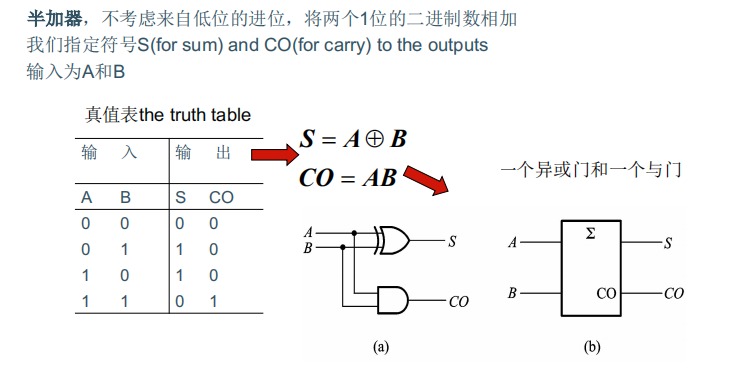 半加器，不考虑来自低位的进位，将两个1位的二进制数相加
我们指定符号S(for sum) and CO(for carry) to the outputs
输入为A和B
真值表the truth table
输 入 输 出
A B S CO
0 0 0 0
0 1 1 0
1 0 1 0
1 1 0 1
S = A ⊕ B
CO = AB
一个异或门和一个与门
A
B
S
CO
(a)
Σ
A
S
B
CO
CO
(b)